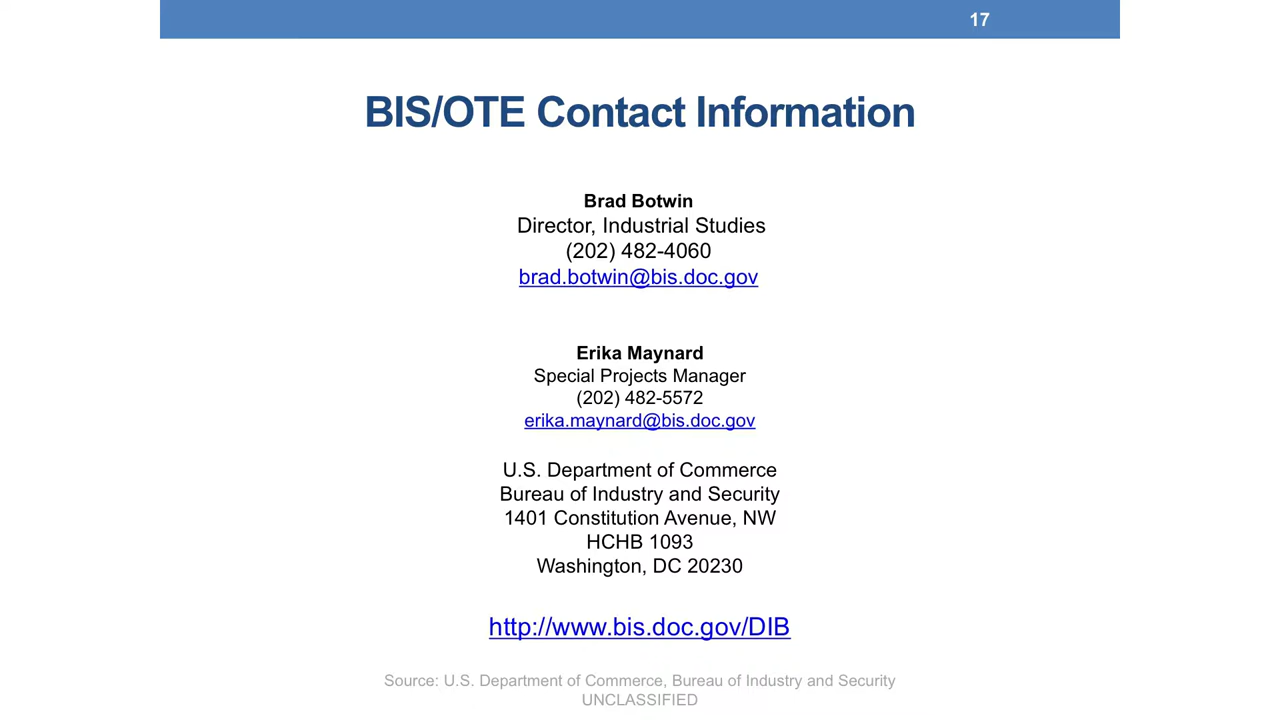 17
BIS/OTE Contact Information
Brad Botwin
Director, Industrial Studies
(202) 482-4060
brad.botwin@bis.doc.gov
Erika Maynard
Special Projects Manager
(202) 482-5572
erika.maynard@bis.doc.gov
U.S. Department of Commerce
Bureau of Industry and Security
1401 Constitution Avenue, NW
HCHB 1093
Washington, DC 20230
http://www.bis.doc.gov/DIB
Source: U.S. Department of Commerce, Bureau of Industry and Security
UNCLASSIFIED